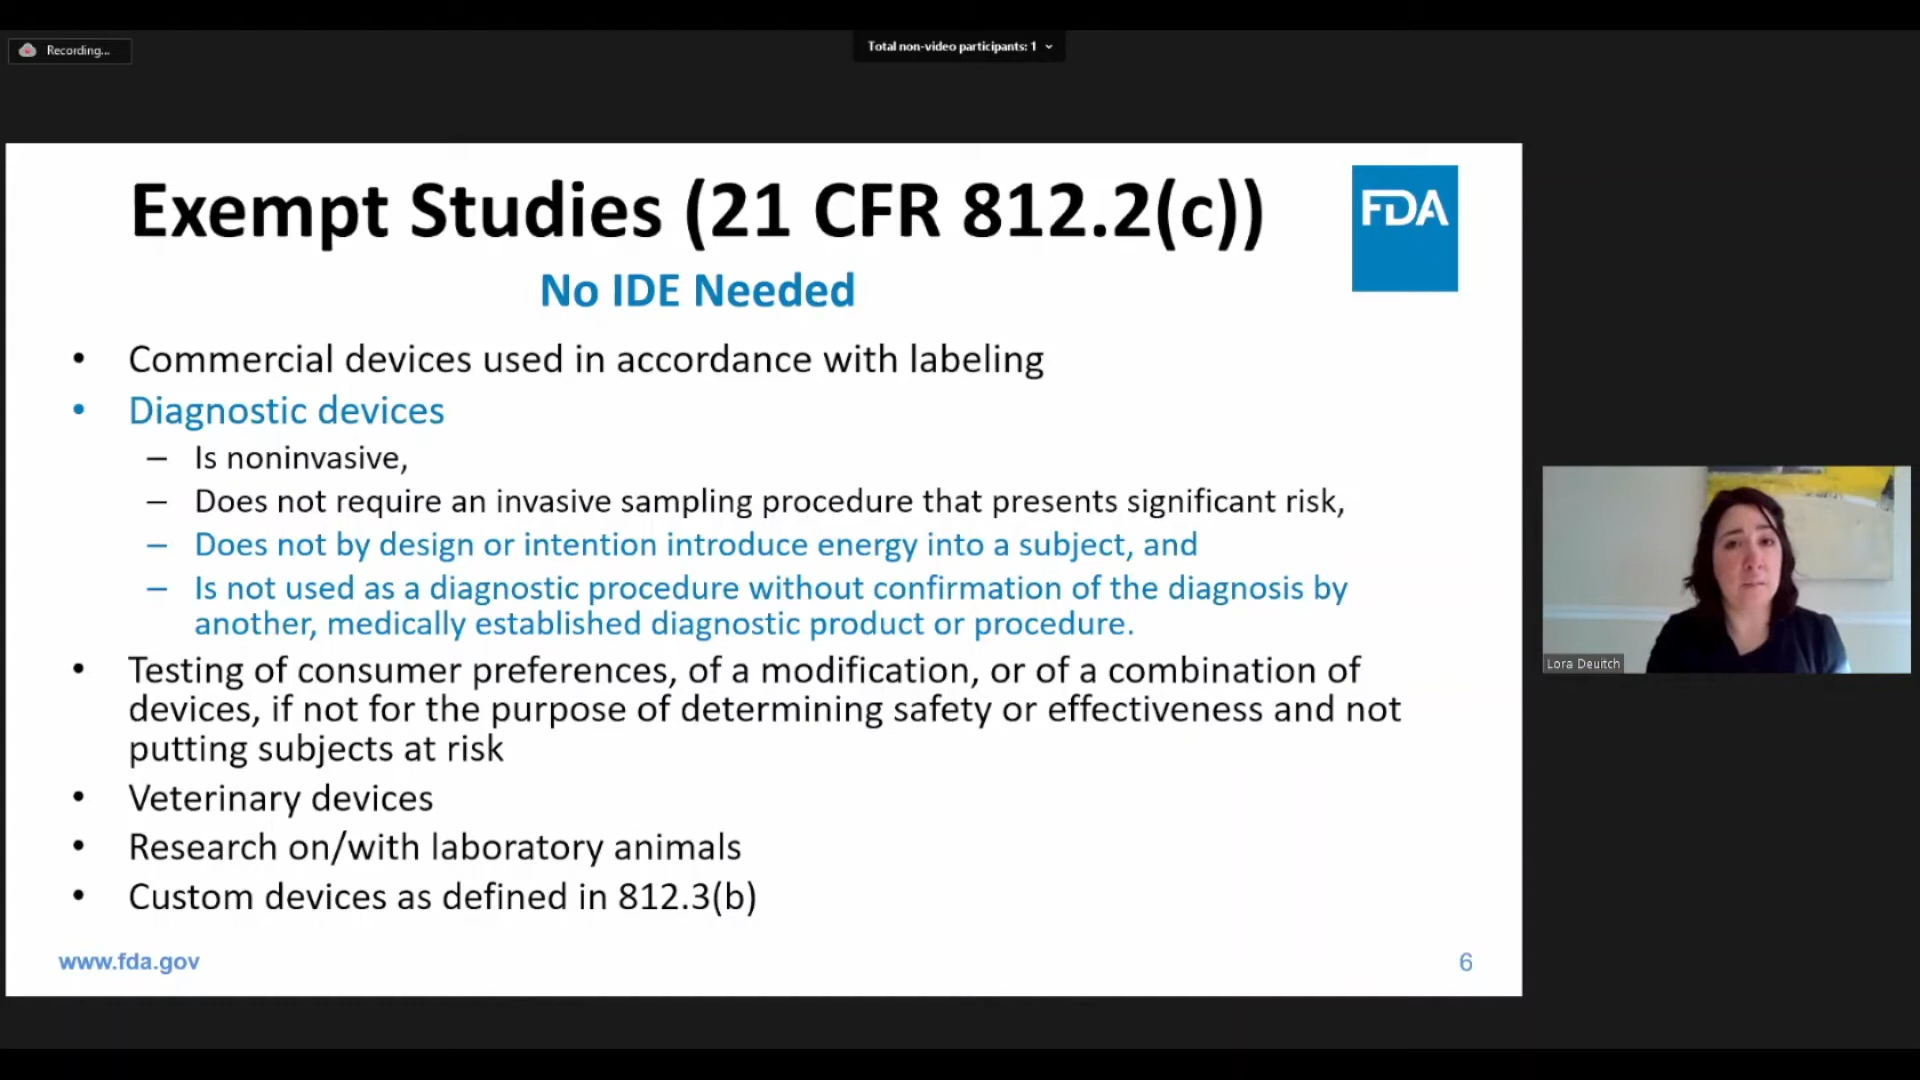 Recording...
Total non-video participants: 1
Exempt Studies (21 CFR 812.2(c))
FDA
No IDE Needed
• Commercial devices used in accordance with labeling
• Diagnostic devices
– Is noninvasive,
– Does not require an invasive sampling procedure that presents significant risk,
– Does not by design or intention introduce energy into a subject, and
– Is not used as a diagnostic procedure without confirmation of the diagnosis by
another, medically established diagnostic product or procedure.
• Testing of consumer preferences, of a modification, or of a combination of
devices, if not for the purpose of determining safety or effectiveness and not
putting subjects at risk
• Veterinary devices
• Research on/with laboratory animals
• Custom devices as defined in 812.3(b)
www.fda.gov
6
Lora Deuitch